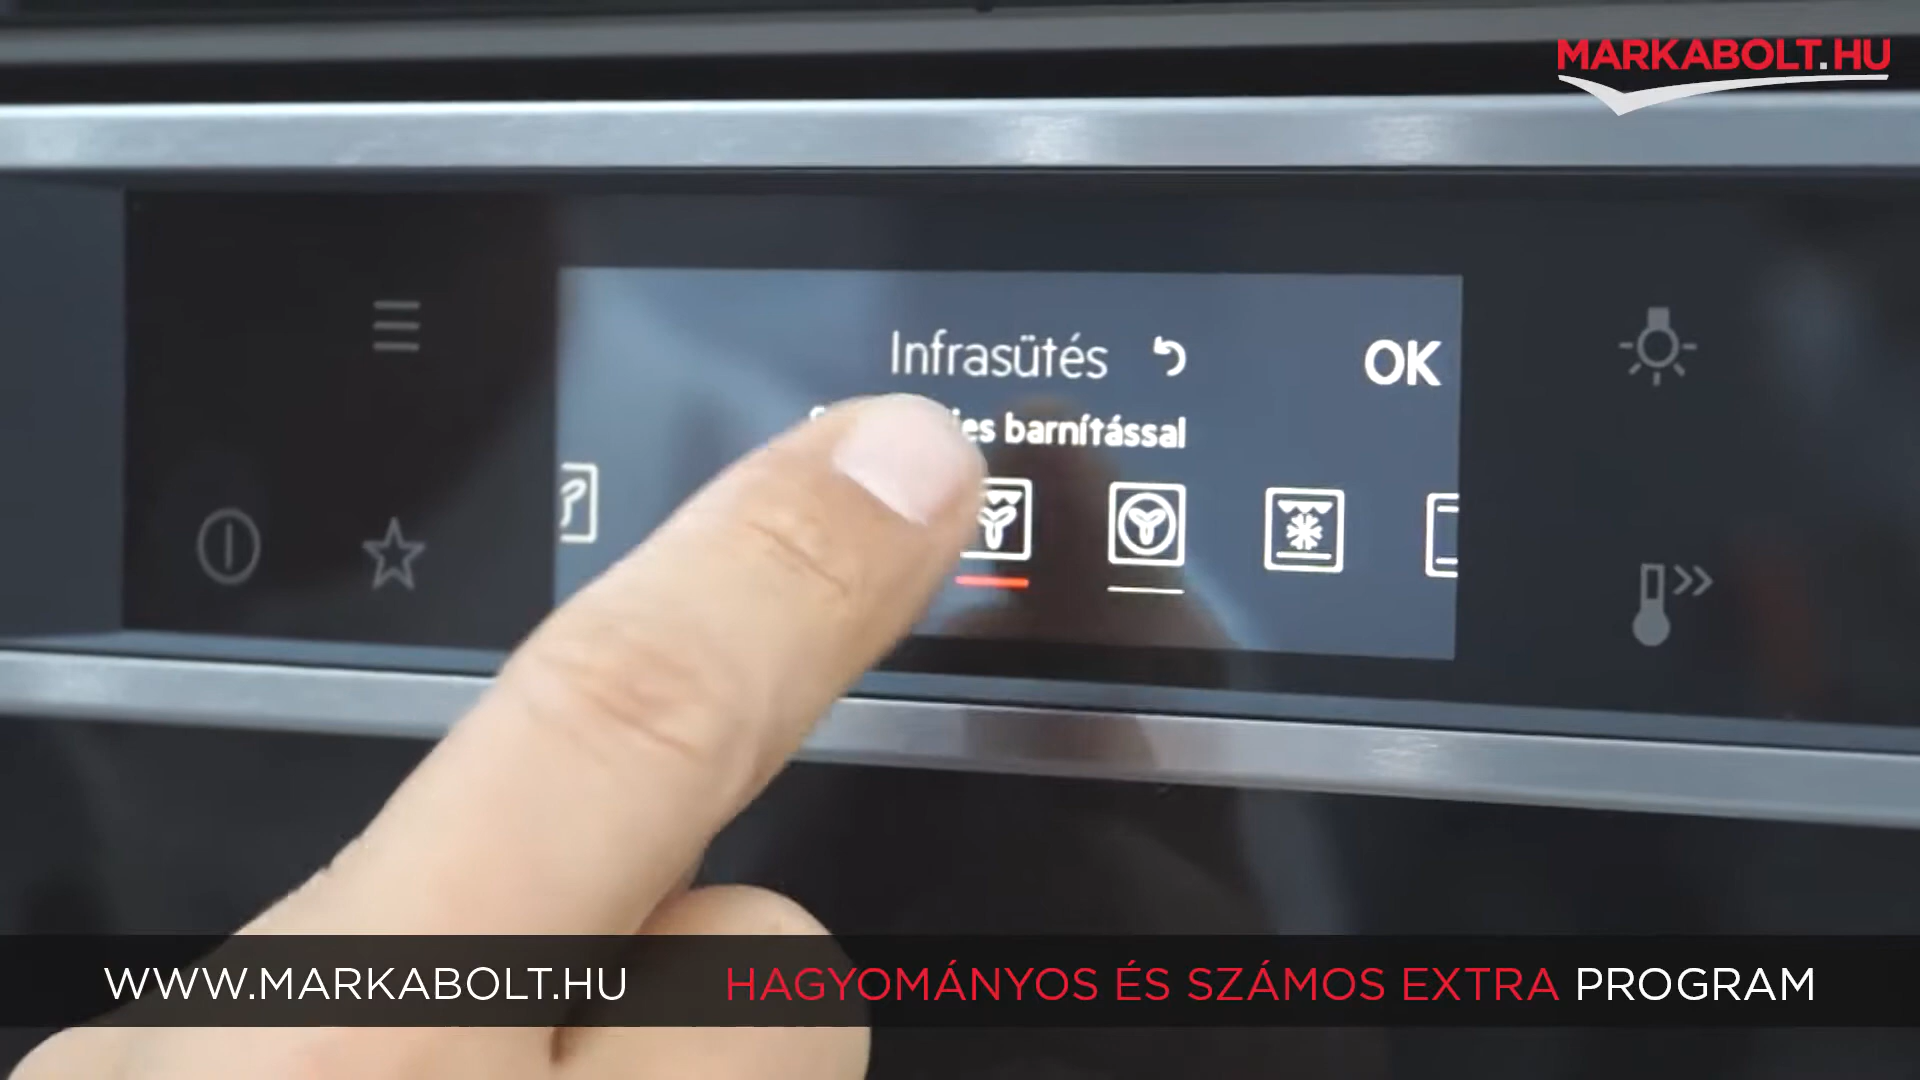 MARKABOLT.HU
Infrasütés OK
barnítással
WWW.MARKABOLT.HU HAGYOMÁNYOS ÉS SZÁMOS EXTRA PROGRAM